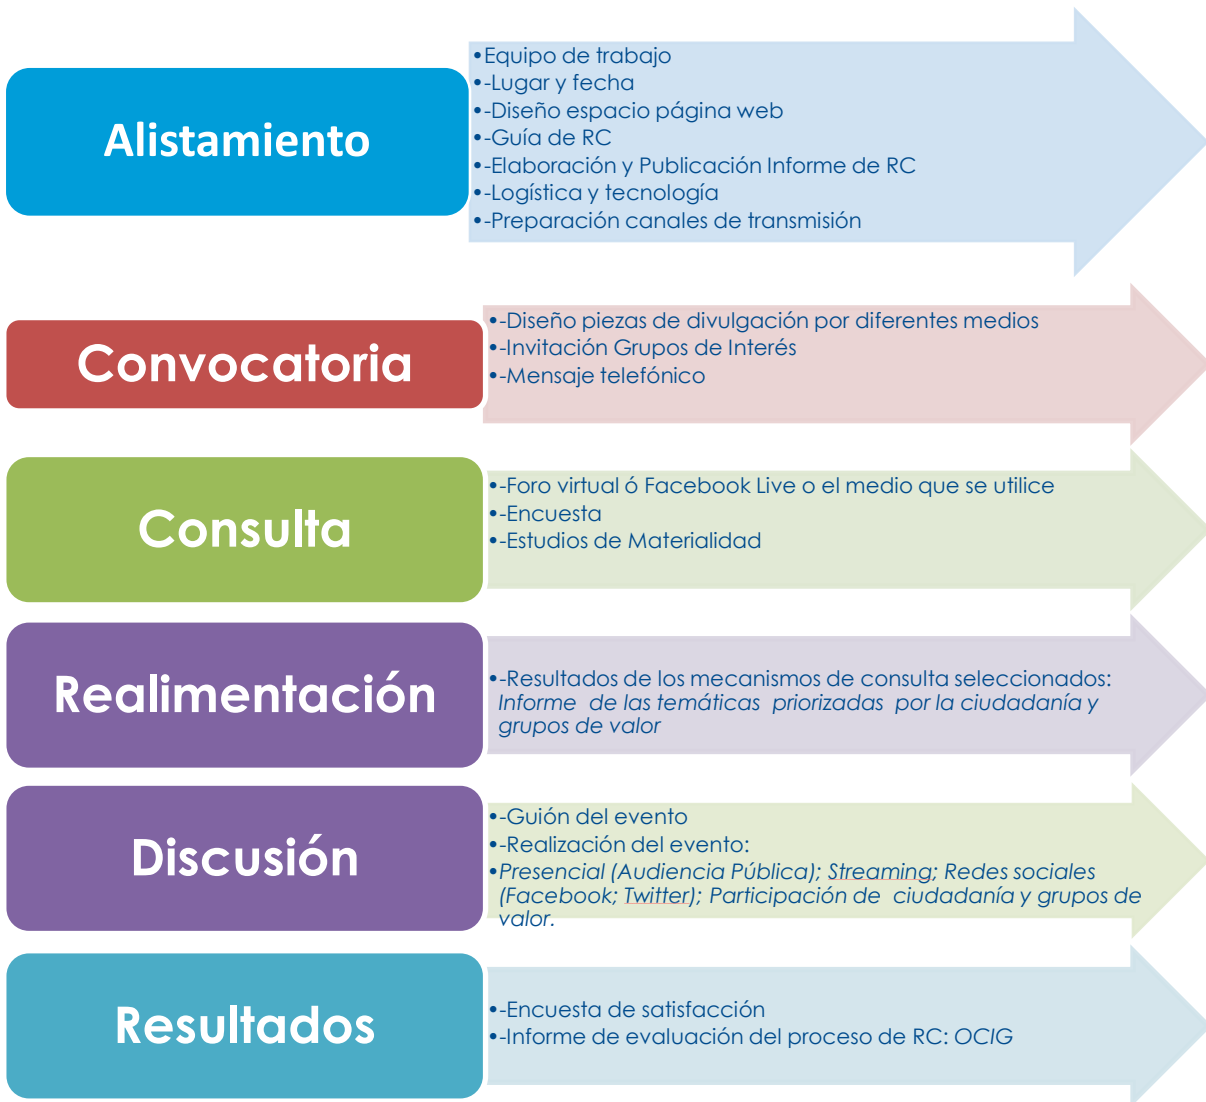 Alistamiento
•Equipo de trabajo
•-Lugar y fecha
•-Diseño espacio página web
•-Guía de RC
•-Elaboración y Publicación Informe de RC
•-Logística y tecnología
•-Preparación canales de transmisión
Convocatoria
•-Diseño piezas de divulgación por diferentes medios
•-Invitación Grupos de Interés
•-Mensaje telefónico
Consulta
•-Foro virtual ó Facebook Live o el medio que se utilice
•-Encuesta
•-Estudios de Materialidad
Realimentación
•-Resultados de los mecanismos de consulta seleccionados:
Informe de las temáticas priorizadas por la ciudadanía y
grupos de valor
Discusión
•-Guión del evento
•-Realización del evento:
•Presencial (Audiencia Pública); Streaming; Redes sociales
(Facebook; Twitter); Participación de ciudadanía y grupos de
valor.
Resultados
•-Encuesta de satisfacción
•-Informe de evaluación del proceso de RC: OCIG